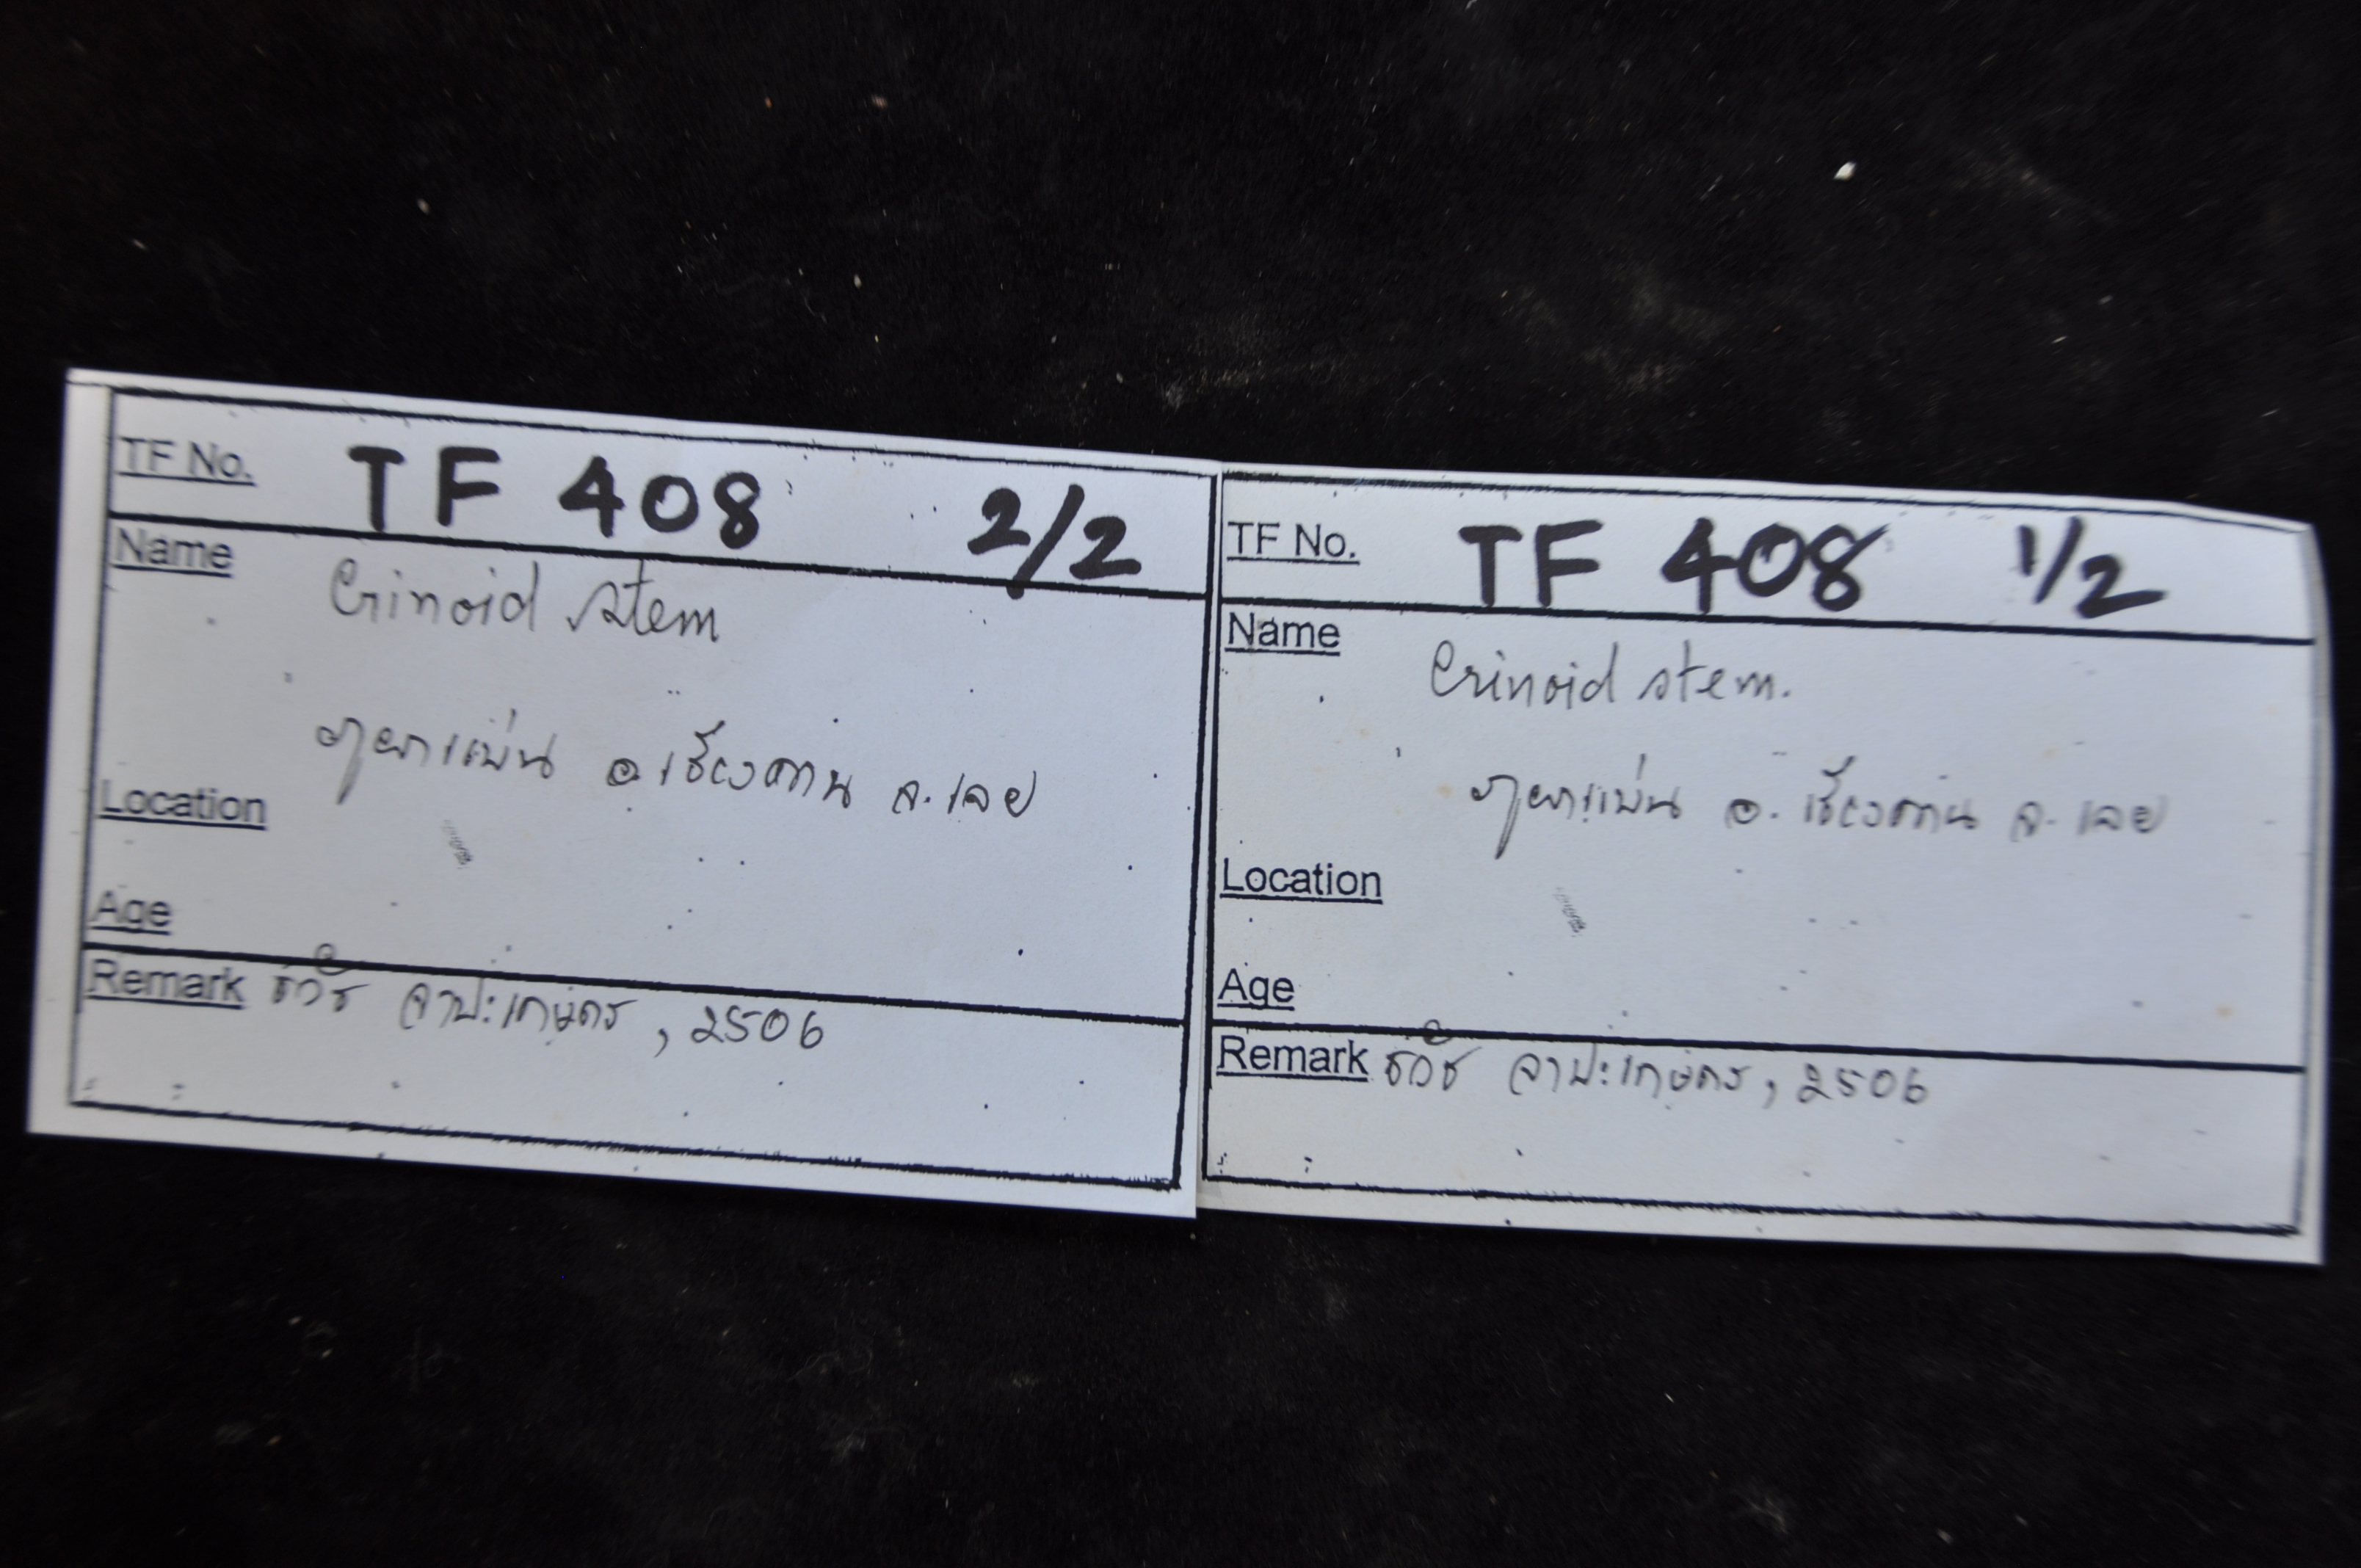 TF No. TF 408 2/2
Name Crinoid stem
ภูผาแบ่น อ.เชียงคาน จ.เลย
Location
Age
Remark ธวัช จาปะเกษตร, 2506
TF No. TF 408 1/2
Name Crinoid stem.
ภูผาแบ่น อ. เชียงคาน จ. เลย
Location
Age
Remark ธวัช จาปะเกษตร, 2506